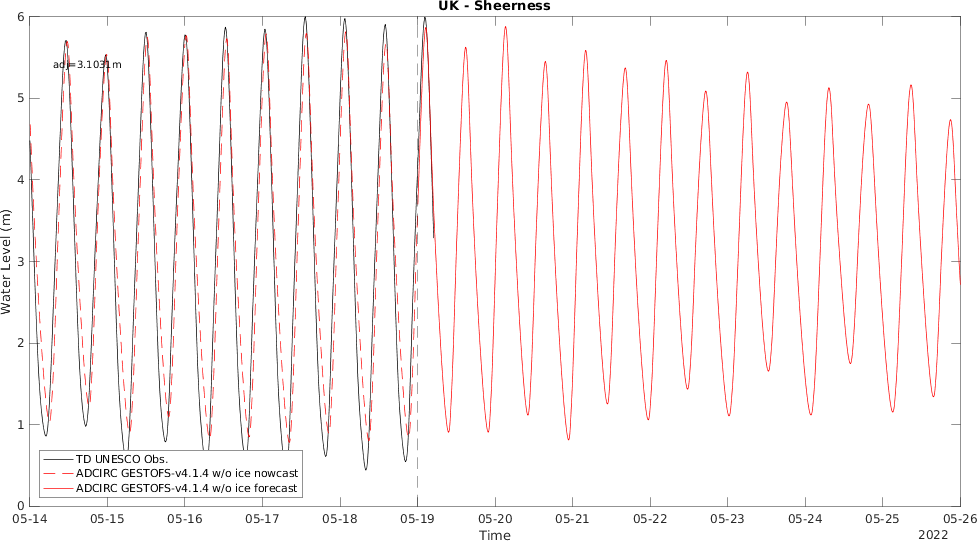 UK - Sheerness
adj=3.1031m
Water Level (m)
6
5
4
3
2
1
0
TD UNESCO Obs.
ADCIRC GESTOFS-v4.1.4 w/o ice nowcast
ADCIRC GESTOFS-v4.1.4 w/o ice forecast
05-14 05-15 05-16 05-17 05-18 05-19 05-20 05-21 05-22 05-23 05-24 05-25 05-26
Time
2022